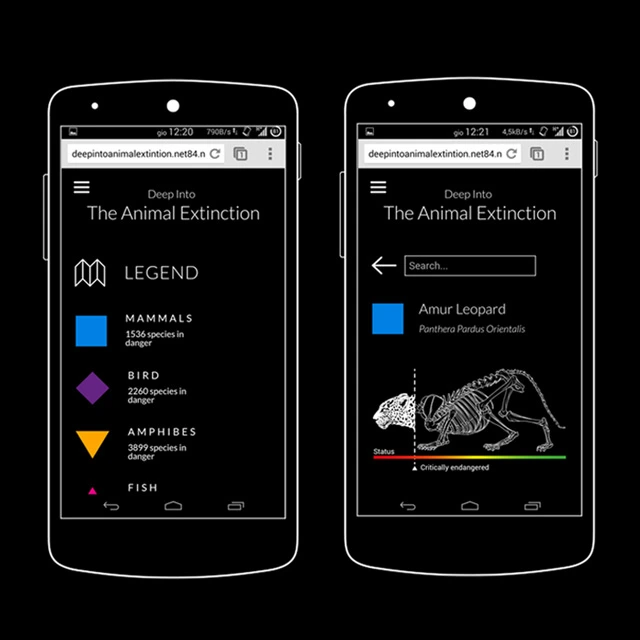 gio 12:20 790B/s
deepintoanimalextintion.net84.n
1
Deep Into
The Animal Extinction
LEGEND
MAMMALS
1536 species in
danger
BIRD
2260 species in
danger
AMPHIBES
3899 species in
danger
FISH
gio 12:21 4,5kB/s
deepintoanimalextintion.net84.n
1
Deep Into
The Animal Extinction
Search...
Amur Leopard
Panthera Pardus Orientalis
Status
Critically endangered